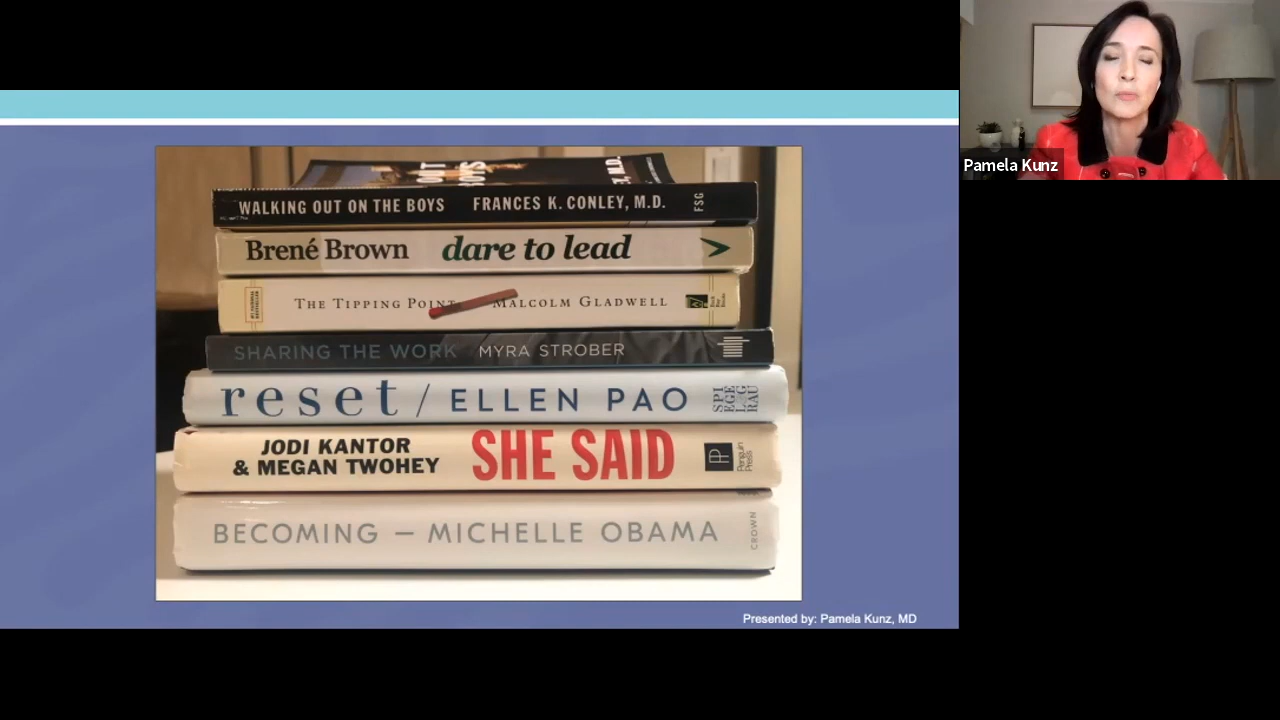 OUT
BOYS
WALKING OUT ON THE BOYS FRANCES K. CONLEY, M.D. FSG
Brené Brown dare to lead
THE TIPPING POINT MALCOLM GLADWELL
SHARING THE WORK MYRA STROBER
reset / ELLEN PAO SPIEGEL & GRAU
JODI KANTOR
& MEGAN TWOHEY
SHE SAID
Penguin
Press
BECOMING — MICHELLE OBAMA CROWN
Presented by: Pamela Kunz, MD
Pamela Kunz